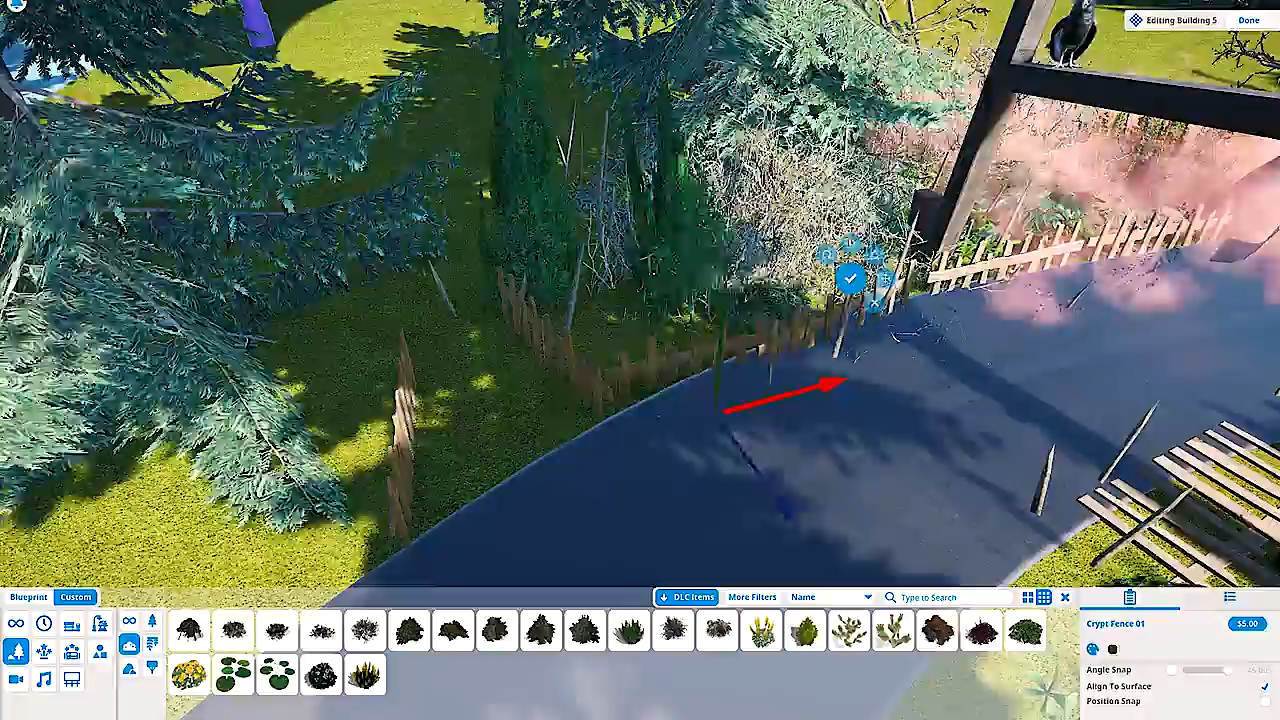 Editing Building 5 Done
Blueprint Custom
DLC Items More Filters Name Type to Search
Crypt Fence 01 $5.00
Angle Snap
Align To Surface
Position Snap